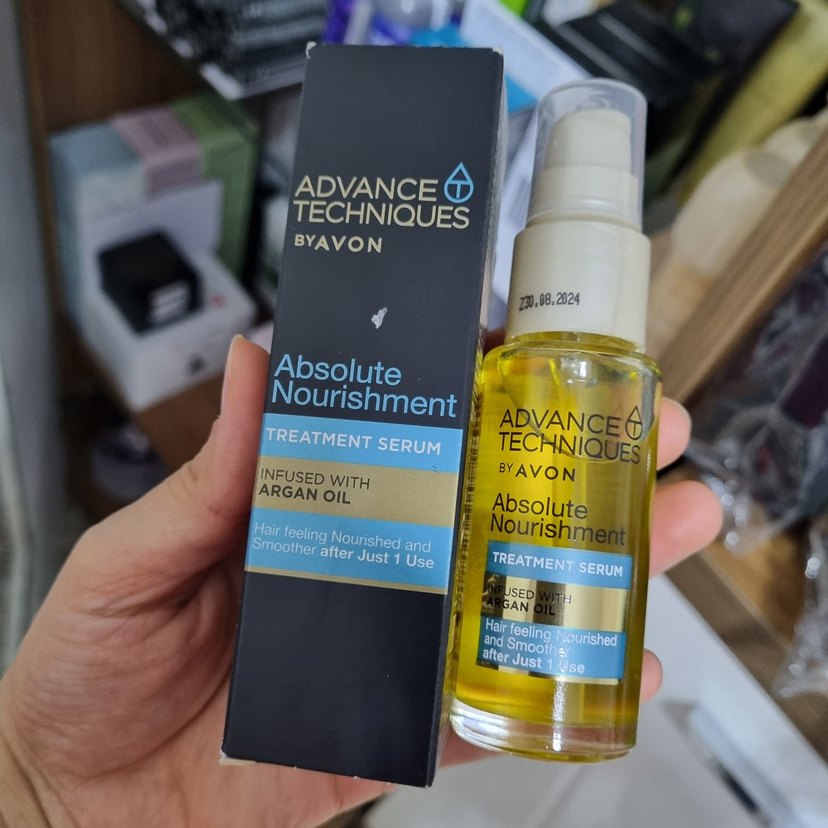 ADVANCE
TECHNIQUES
BY AVON
Absolute
Nourishment
TREATMENT SERUM
INFUSED WITH
ARGAN OIL
Hair feeling Nourished and
Smoother after Just 1 Use
Z30.08.2024
ADVANCE
TECHNIQUES
BY AVON
Absolute
Nourishment
TREATMENT SERUM
INFUSED WITH
ARGAN OIL
Hair feeling Nourished
and Smoother
after Just 1 Use